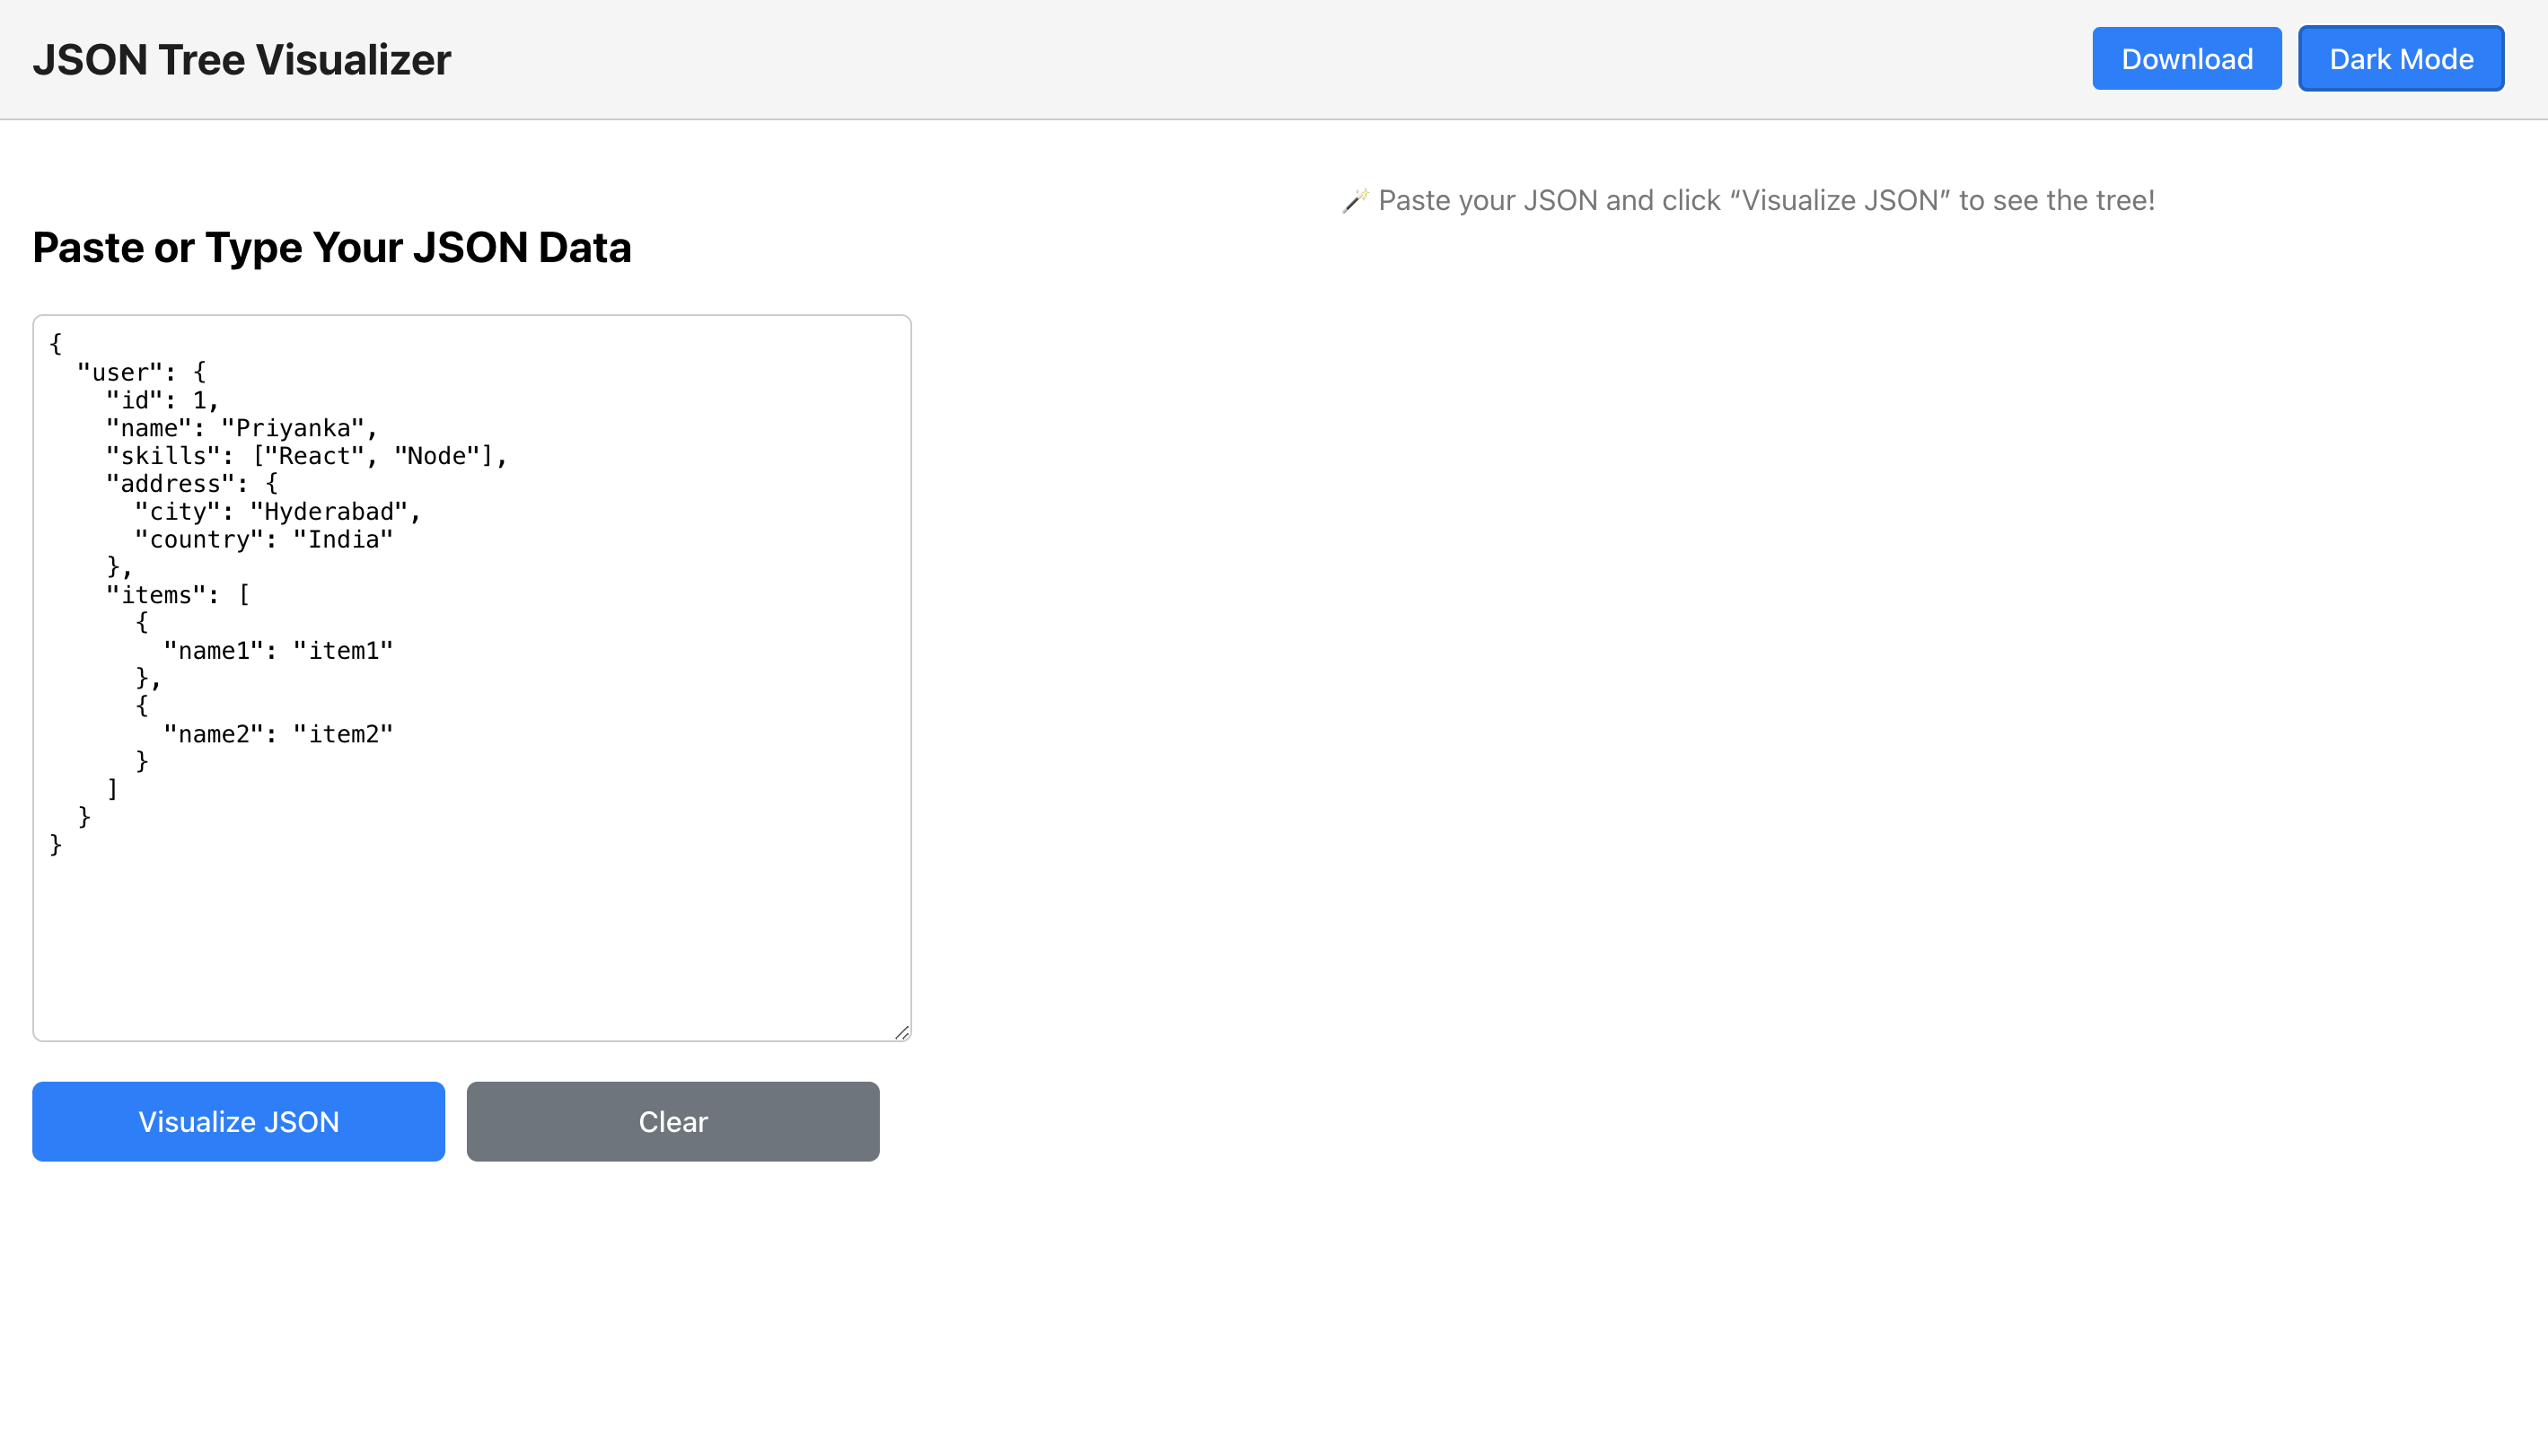 JSON Tree Visualizer
Download
Dark Mode
🪄 Paste your JSON and click “Visualize JSON” to see the tree!
Paste or Type Your JSON Data
{
  "user": {
    "id": 1,
    "name": "Priyanka",
    "skills": ["React", "Node"],
    "address": {
      "city": "Hyderabad",
      "country": "India"
    },
    "items": [
      {
        "name1": "item1"
      },
      {
        "name2": "item2"
      }
    ]
  }
}
Visualize JSON
Clear